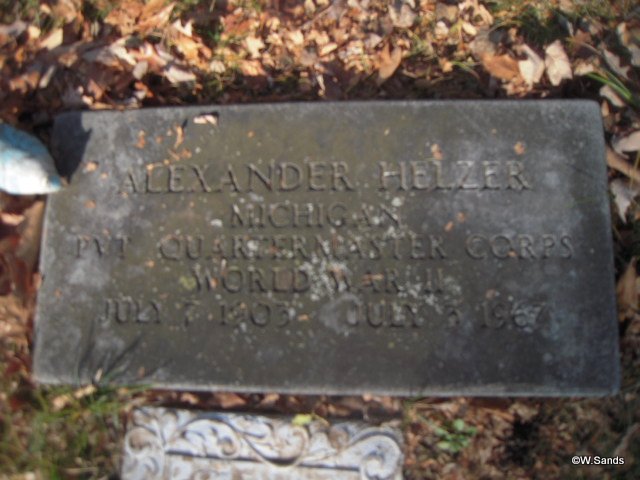 ALEXANDER HELZER
MICHIGAN
PVT QUARTERMASTER CORPS
WORLD WAR II
JULY 7 1903 JULY 3 1967
©W.Sands